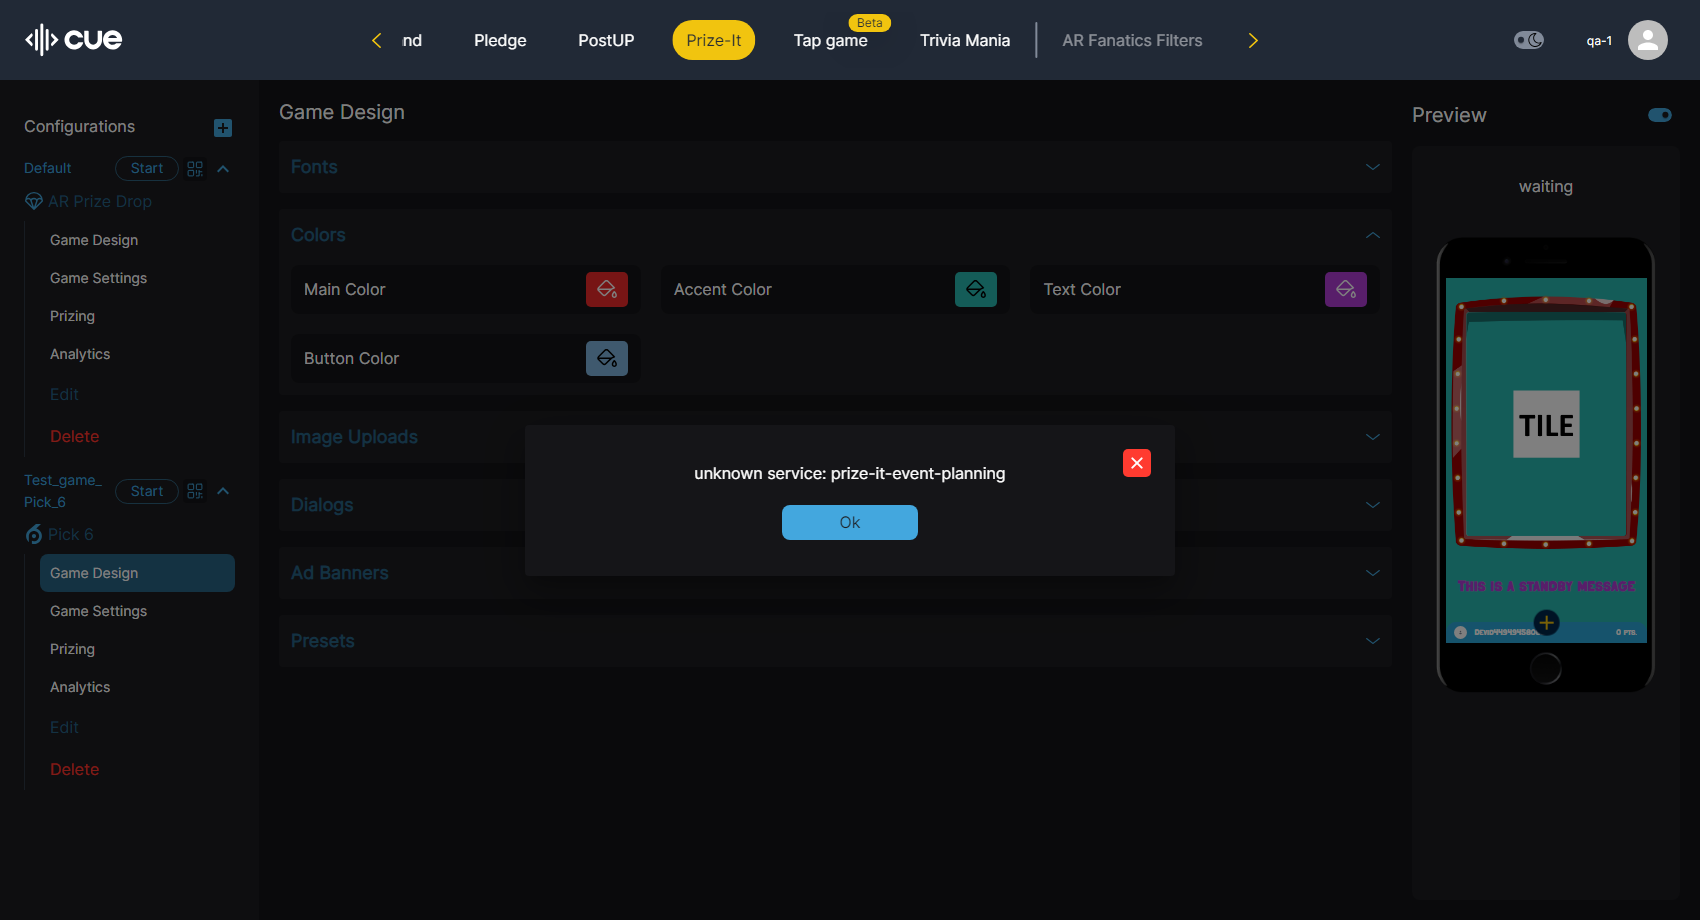 cue
nd
Pledge
PostUP
Prize-It
Beta
Tap game
Trivia Mania
AR Fanatics Filters
qa-1
Configurations
Default
Start
AR Prize Drop
Game Design
Game Settings
Prizing
Analytics
Edit
Delete
Test_game_
Pick_6
Start
Pick 6
Game Design
Game Settings
Prizing
Analytics
Edit
Delete
Game Design
Fonts
Colors
Main Color
Accent Color
Text Color
Button Color
Image Uploads
Dialogs
Ad Banners
Presets
unknown service: prize-it-event-planning
Ok
Preview
waiting
TILE
THIS IS A STANDBY MESSAGE
0 PTS.